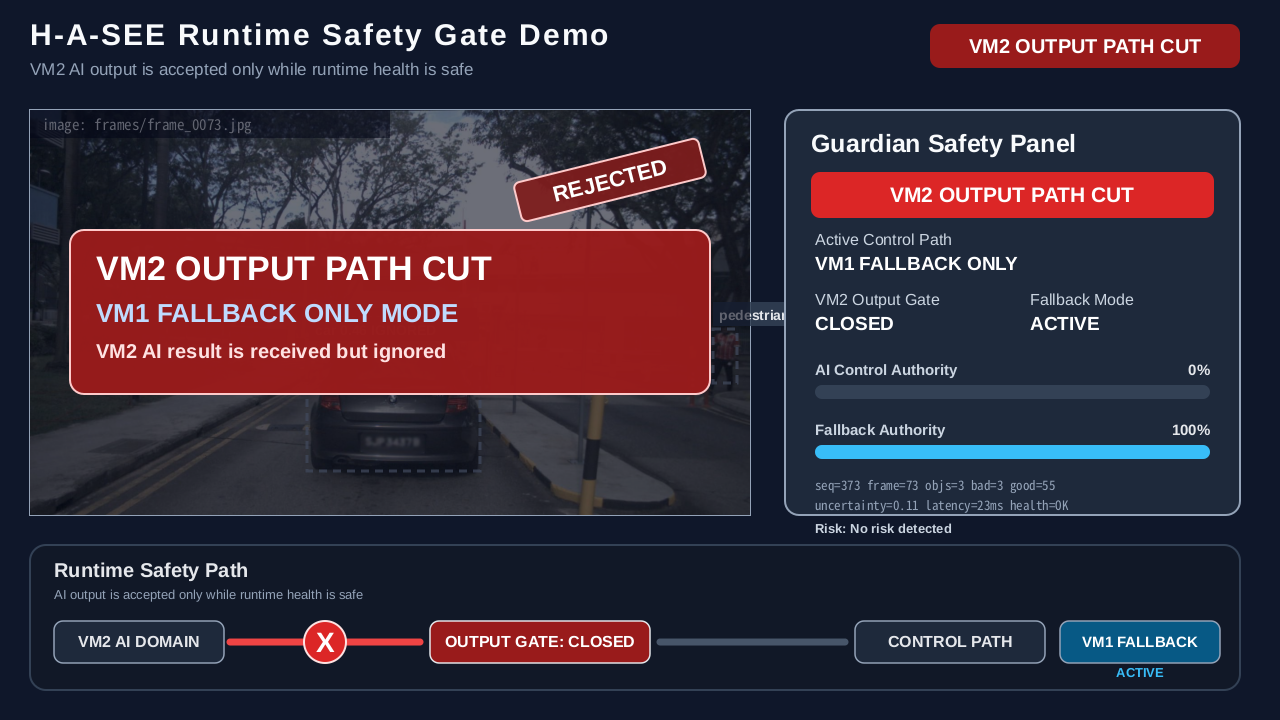 H-A-SEE Runtime Safety Gate Demo
VM2 AI output is accepted only while runtime health is safe
VM2 OUTPUT PATH CUT
image: frames/frame_0073.jpg
REJECTED
VM2 OUTPUT PATH CUT
VM1 FALLBACK ONLY MODE
VM2 AI result is received but ignored
pedestrian
Guardian Safety Panel
VM2 OUTPUT PATH CUT
Active Control Path
VM1 FALLBACK ONLY
VM2 Output Gate Fallback Mode
CLOSED ACTIVE
AI Control Authority 0%
Fallback Authority 100%
seq=373 frame=73 objs=3 bad=3 good=55
uncertainty=0.11 latency=23ms health=OK
Risk: No risk detected
Runtime Safety Path
AI output is accepted only while runtime health is safe
VM2 AI DOMAIN X OUTPUT GATE: CLOSED CONTROL PATH VM1 FALLBACK
ACTIVE